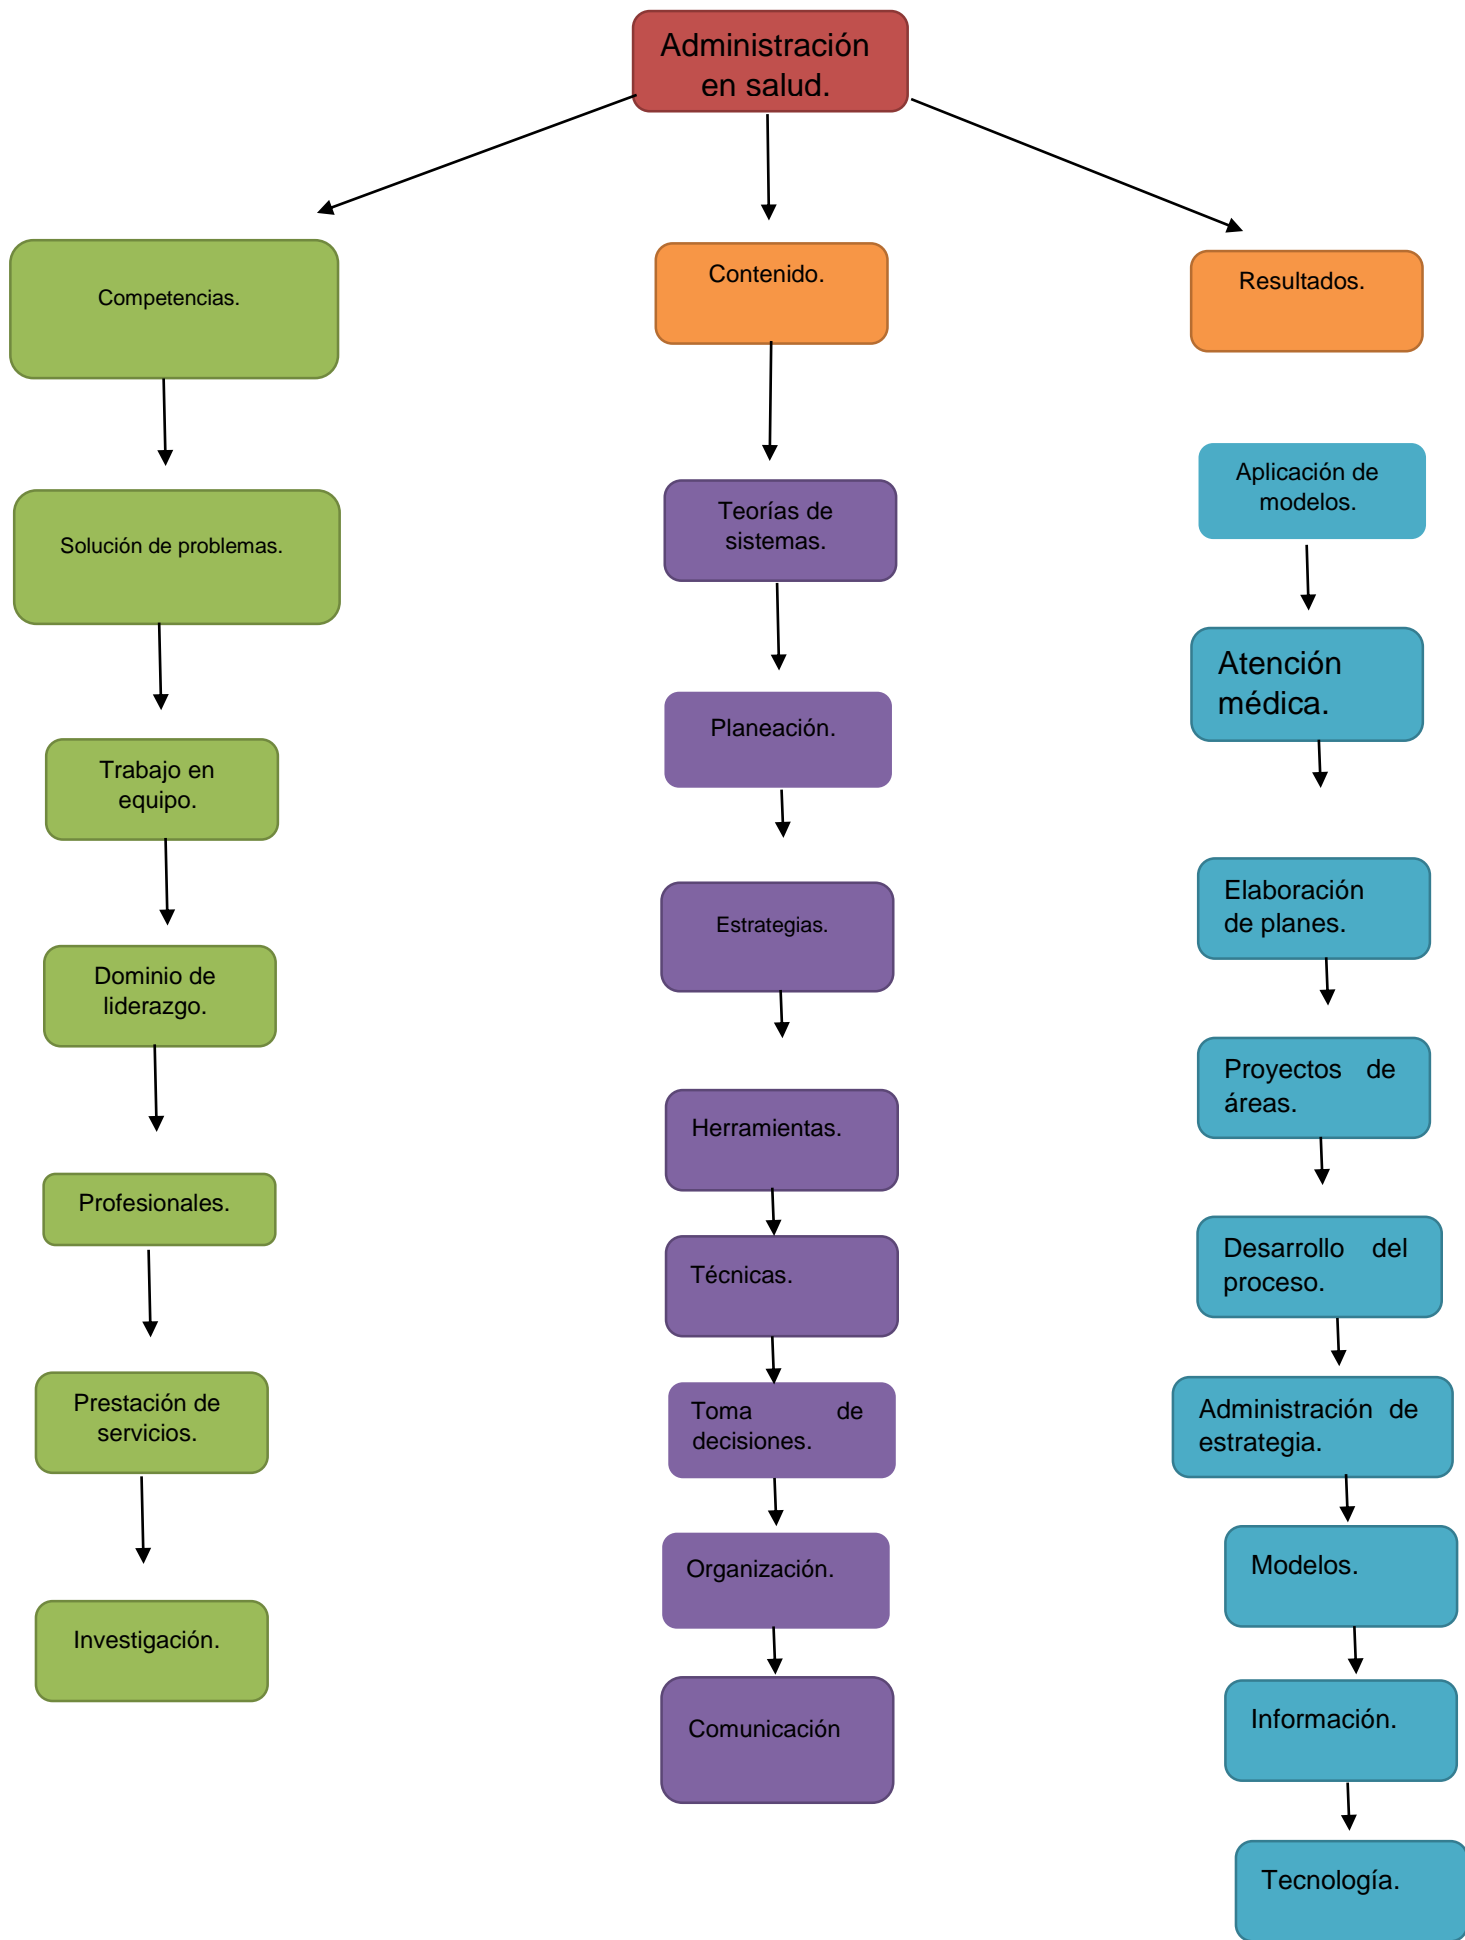 Administración
en salud.
Competencias.
Solución de problemas.
Trabajo en
equipo.
Dominio de
liderazgo.
Profesionales.
Prestación de
servicios.
Investigación.
Contenido.
Teorías de
sistemas.
Planeación.
Estrategias.
Herramientas.
Técnicas.
Toma de
decisiones.
Organización.
Comunicación
Resultados.
Aplicación de
modelos.
Atención
médica.
Elaboración
de planes.
Proyectos de
áreas.
Desarrollo del
proceso.
Administración de
estrategia.
Modelos.
Información.
Tecnología.